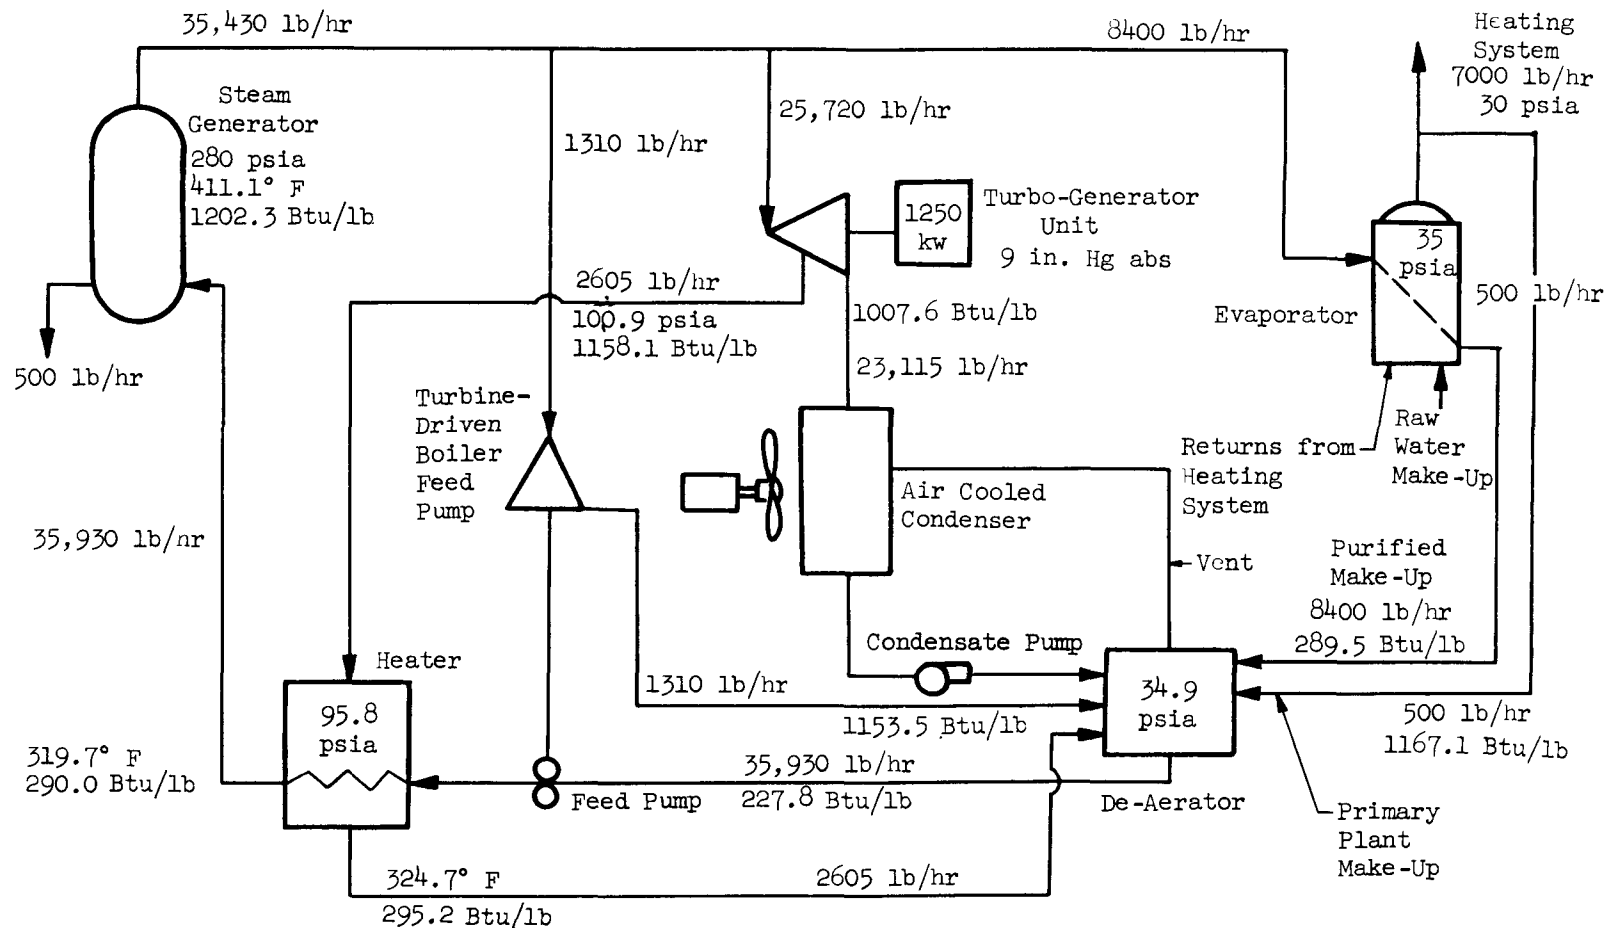 35,430 lb/hr
8400 lb/hr
Heating
System
7000 lb/hr
30 psia
Steam
Generator
280 psia
411.1° F
1202.3 Btu/lb
1310 lb/hr
25,720 lb/hr
1250
kw
Turbo-Generator
Unit
9 in. Hg abs
35
psia
500 lb/hr
Evaporator
2605 lb/hr
100.9 psia
1158.1 Btu/lb
1007.6 Btu/lb
23,115 lb/hr
500 lb/hr
Turbine-
Driven
Boiler
Feed
Pump
Returns from
Heating
System
Raw
Water
Make-Up
Air Cooled
Condenser
35,930 lb/hr
Vent
Purified
Make-Up
8400 lb/hr
289.5 Btu/lb
Condensate Pump
Heater
95.8
psia
1310 lb/hr
1153.5 Btu/lb
34.9
psia
500 lb/hr
1167.1 Btu/lb
319.7° F
290.0 Btu/lb
35,930 lb/hr
227.8 Btu/lb
Feed Pump
De-Aerator
Primary
Plant
Make-Up
324.7° F
295.2 Btu/lb
2605 lb/hr